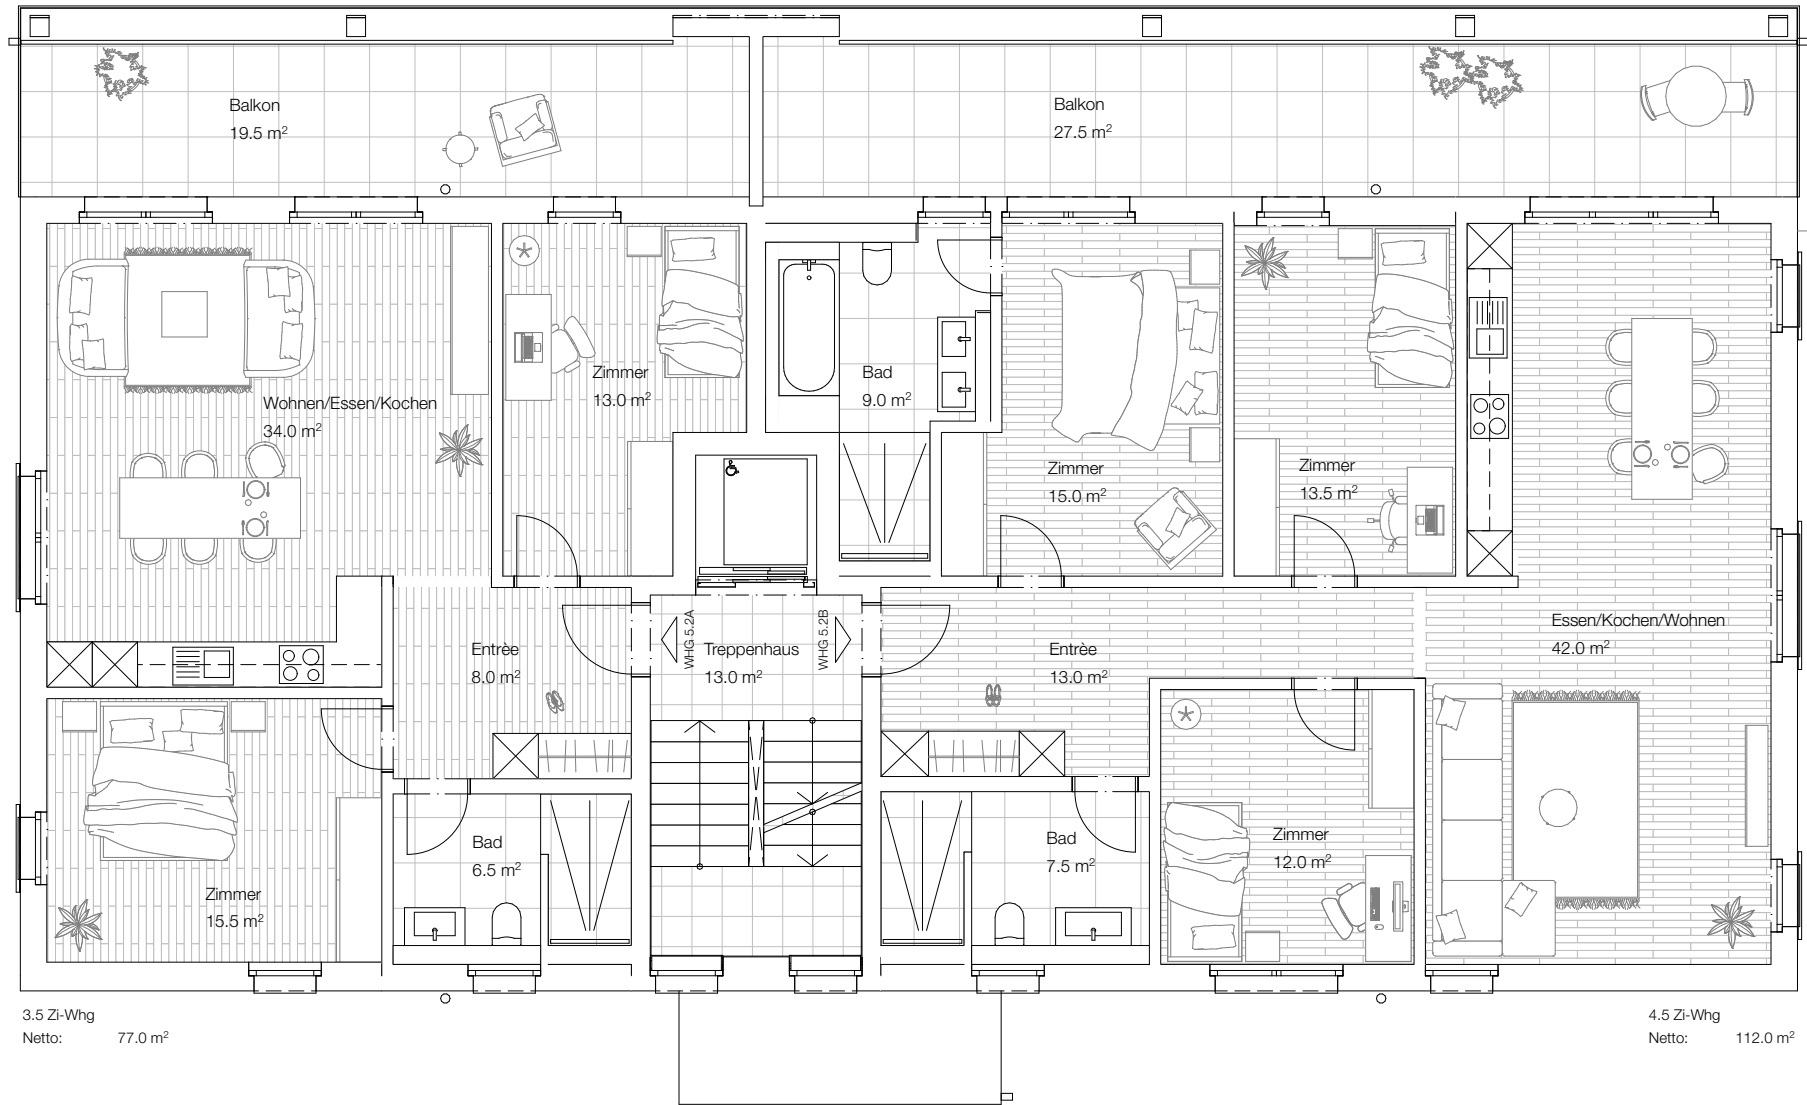 Balkon
19.5 m²
Balkon
27.5 m²
Wohnen/Essen/Kochen
34.0 m²
Zimmer
13.0 m²
Bad
9.0 m²
Zimmer
15.0 m²
Zimmer
13.5 m²
Entrèe
8.0 m²
WHG 5.2A
Treppenhaus
13.0 m²
WHG 5.2B
Entrèe
13.0 m²
Essen/Kochen/Wohnen
42.0 m²
Zimmer
15.5 m²
Bad
6.5 m²
Bad
7.5 m²
Zimmer
12.0 m²
3.5 Zi-Whg
Netto: 77.0 m²
4.5 Zi-Whg
Netto: 112.0 m²